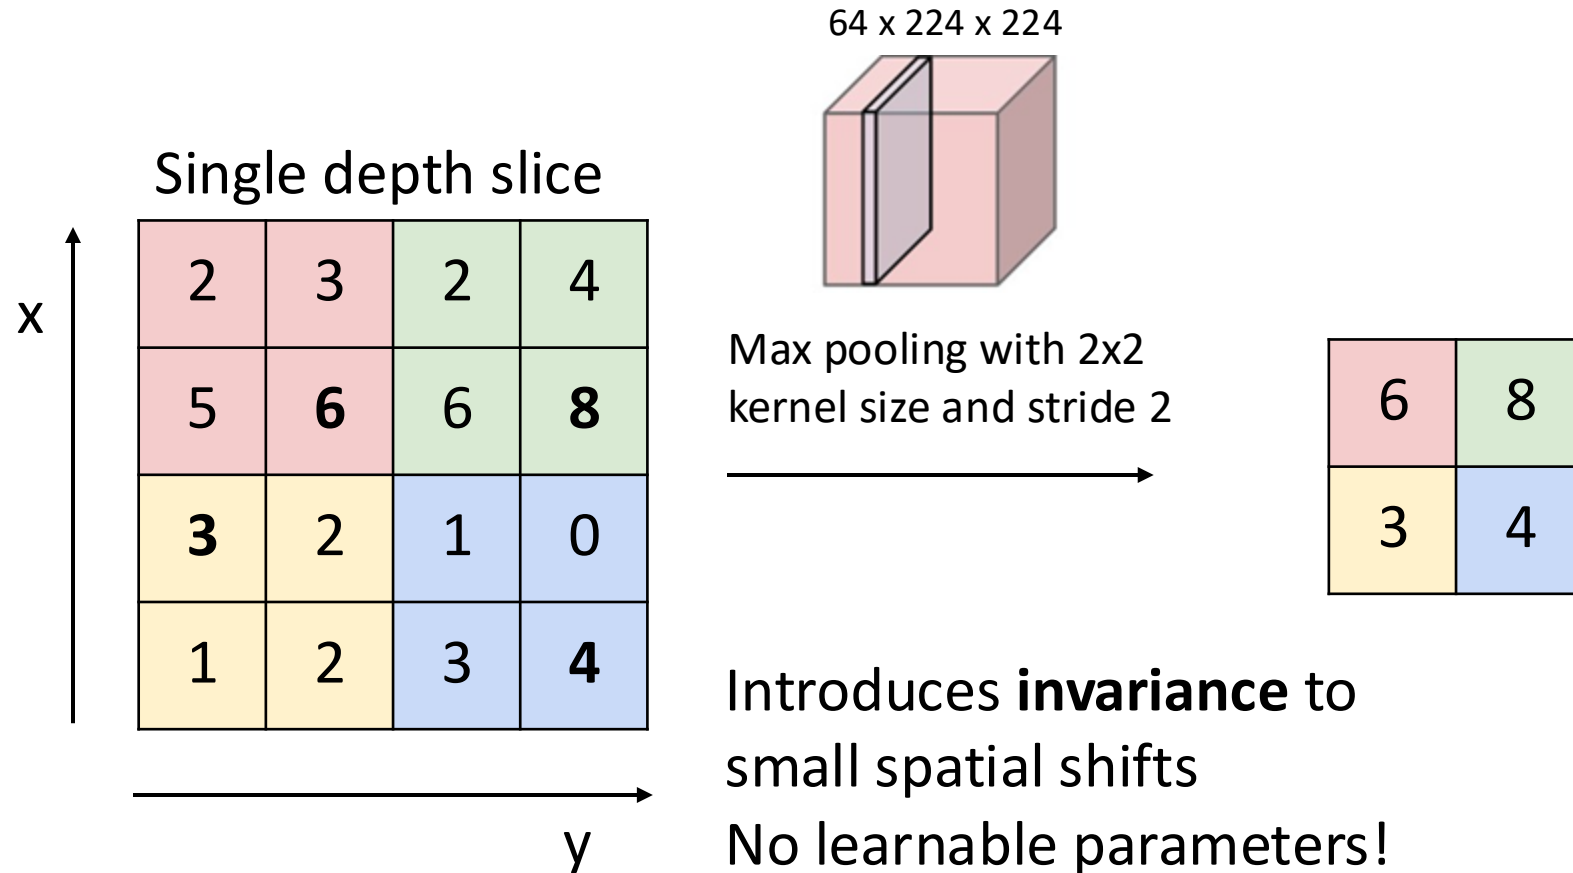 64 x 224 x 224
Single depth slice
x
2 3 2 4
5 6 6 8
3 2 1 0
1 2 3 4
y
Max pooling with 2x2
kernel size and stride 2
6 8
3 4
Introduces invariance to
small spatial shifts
No learnable parameters!